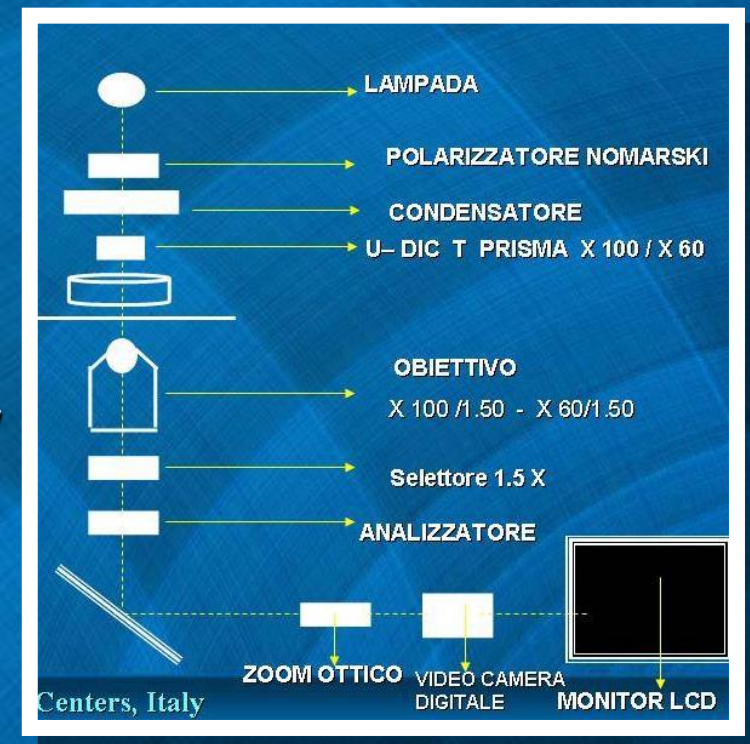 LAMPADA
POLARIZZATORE NOMARSKI
CONDENSATORE
U– DIC T PRISMA X 100 / X 60
OBIETTIVO
X 100 /1.50 - X 60/1.50
Selettore 1.5 X
ANALIZZATORE
ZOOM OTTICO
VIDEO CAMERA
DIGITALE
MONITOR LCD
Centers, Italy